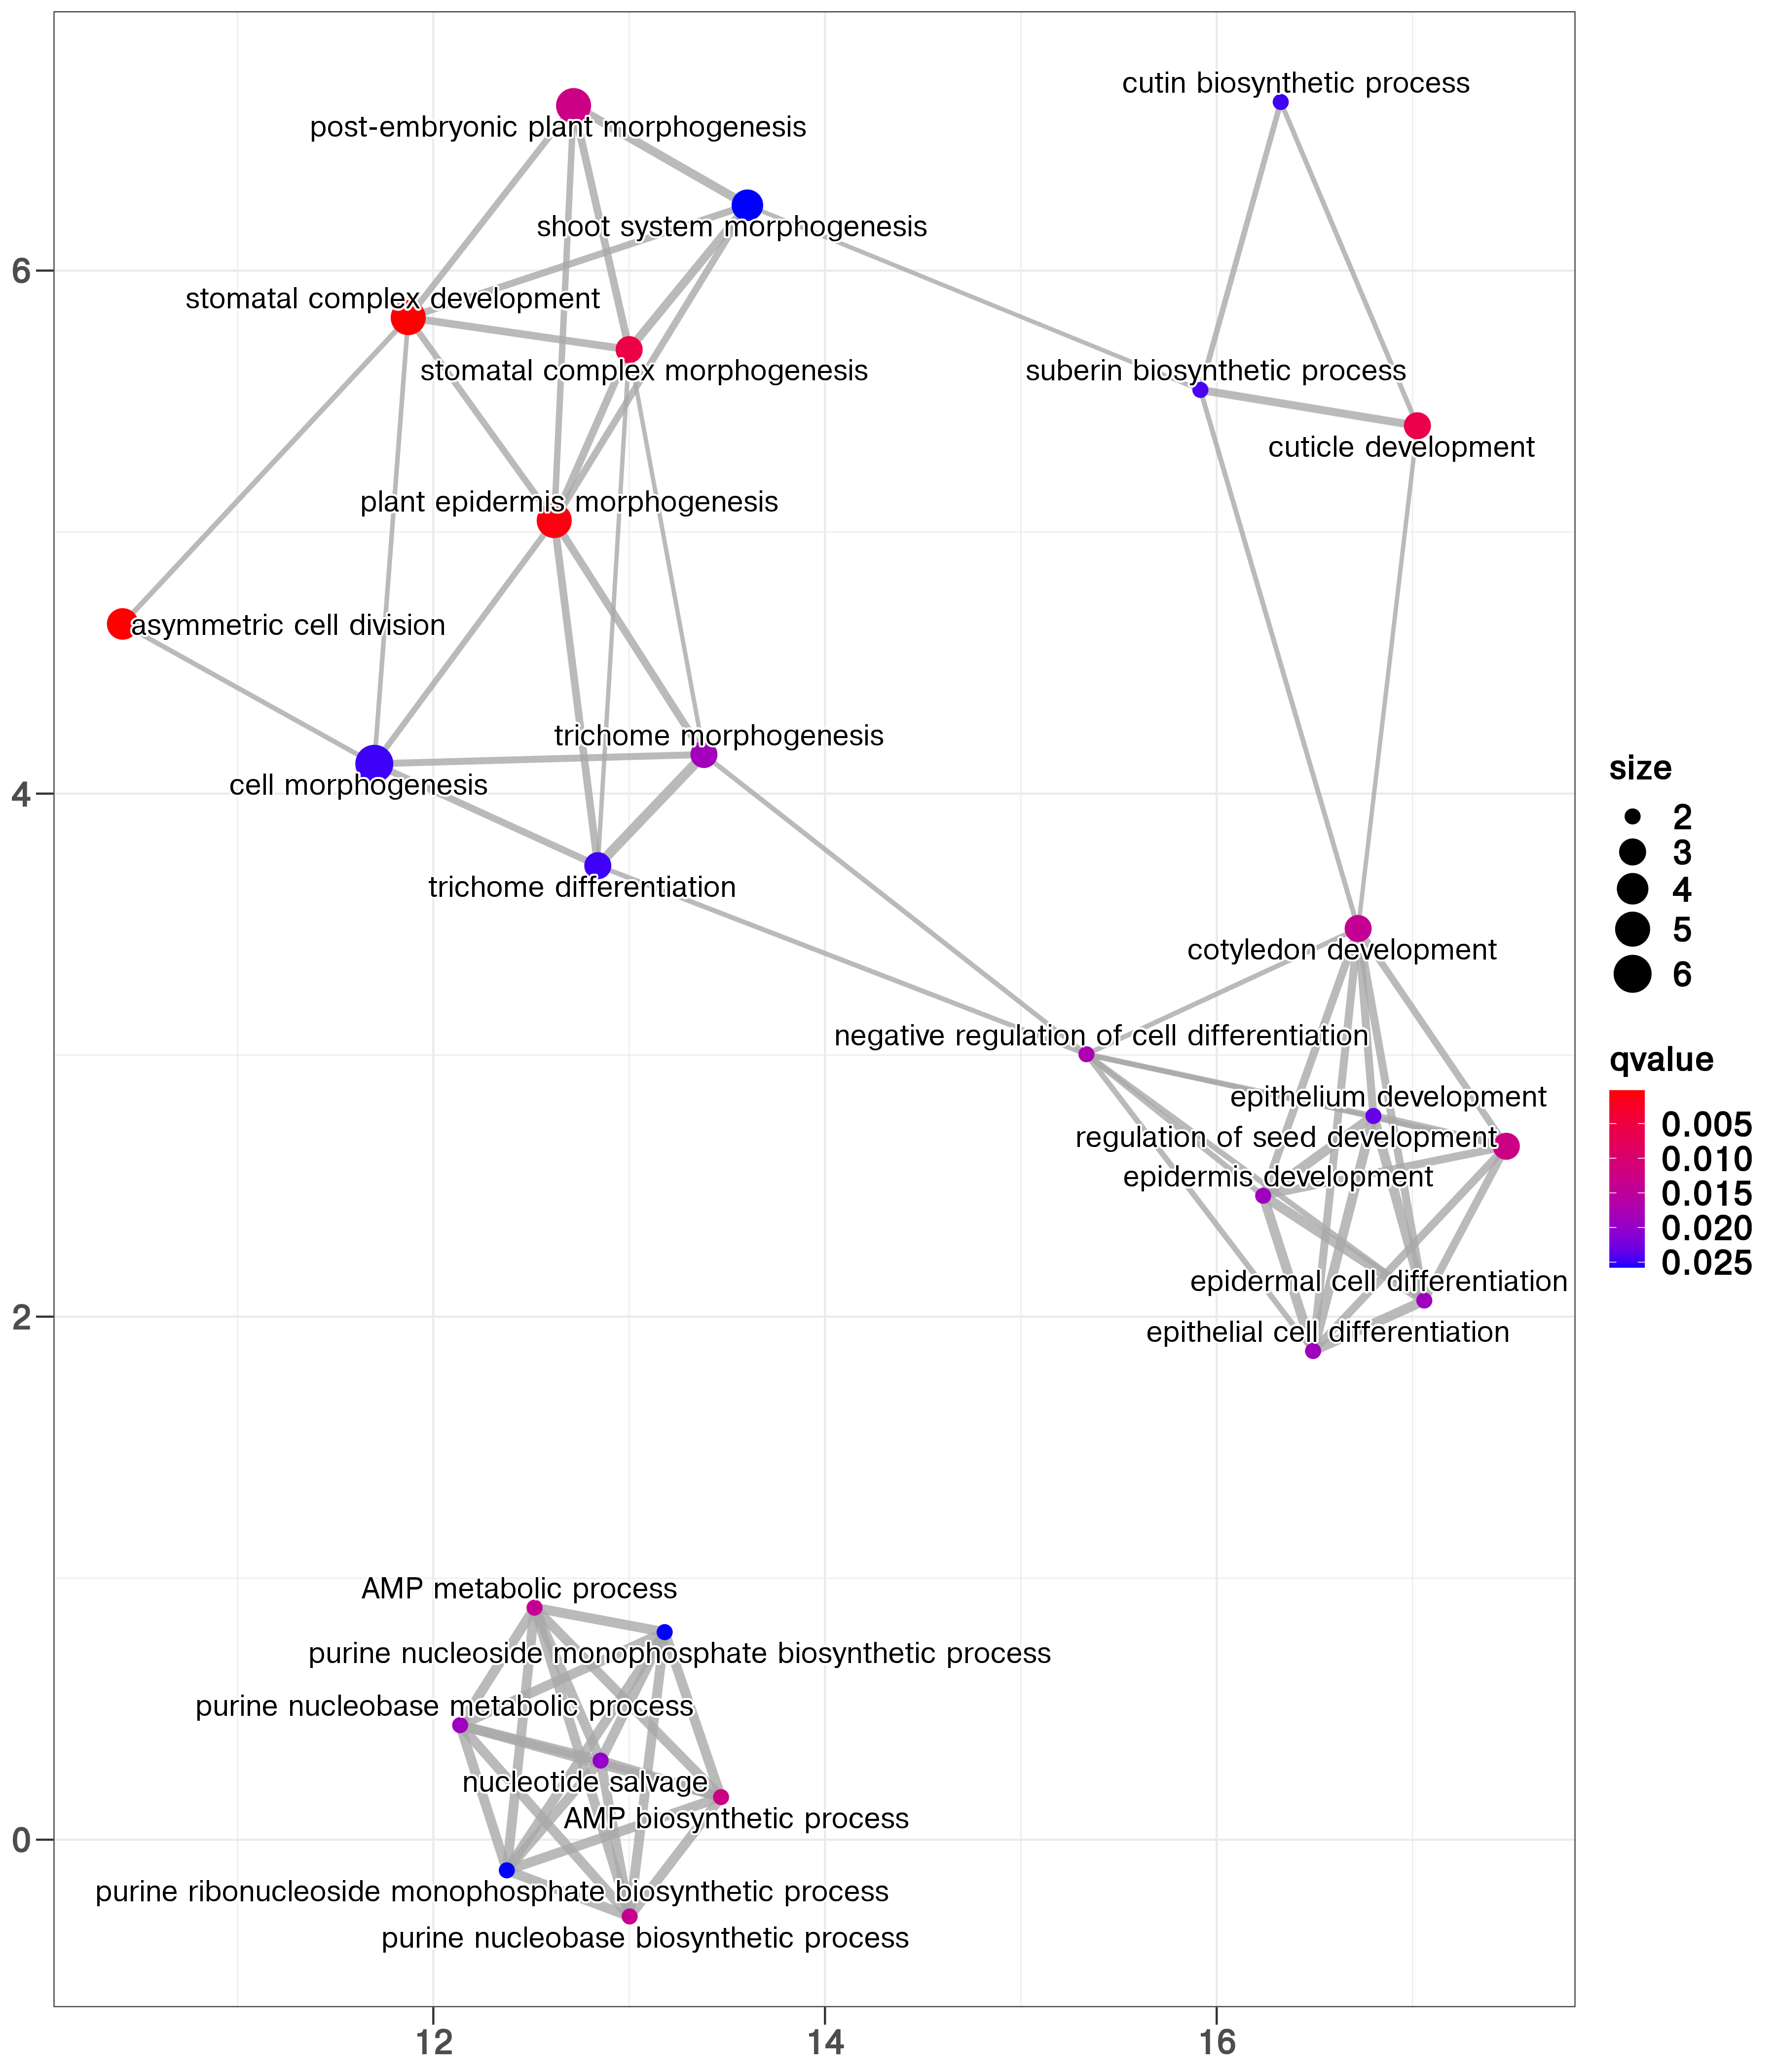 cutin biosynthetic process
post-embryonic plant morphogenesis
shoot system morphogenesis
6
stomatal complex development
stomatal complex morphogenesis
suberin biosynthetic process
cuticle development
plant epidermis morphogenesis
asymmetric cell division
trichome morphogenesis
cell morphogenesis
4
trichome differentiation
cotyledon development
negative regulation of cell differentiation
epithelium development
regulation of seed development
epidermis development
epidermal cell differentiation
2
epithelial cell differentiation
AMP metabolic process
purine nucleoside monophosphate biosynthetic process
purine nucleobase metabolic process
nucleotide salvage
AMP biosynthetic process
0
purine ribonucleoside monophosphate biosynthetic process
purine nucleobase biosynthetic process
12 14 16
size
2
3
4
5
6
qvalue
0.005
0.010
0.015
0.020
0.025